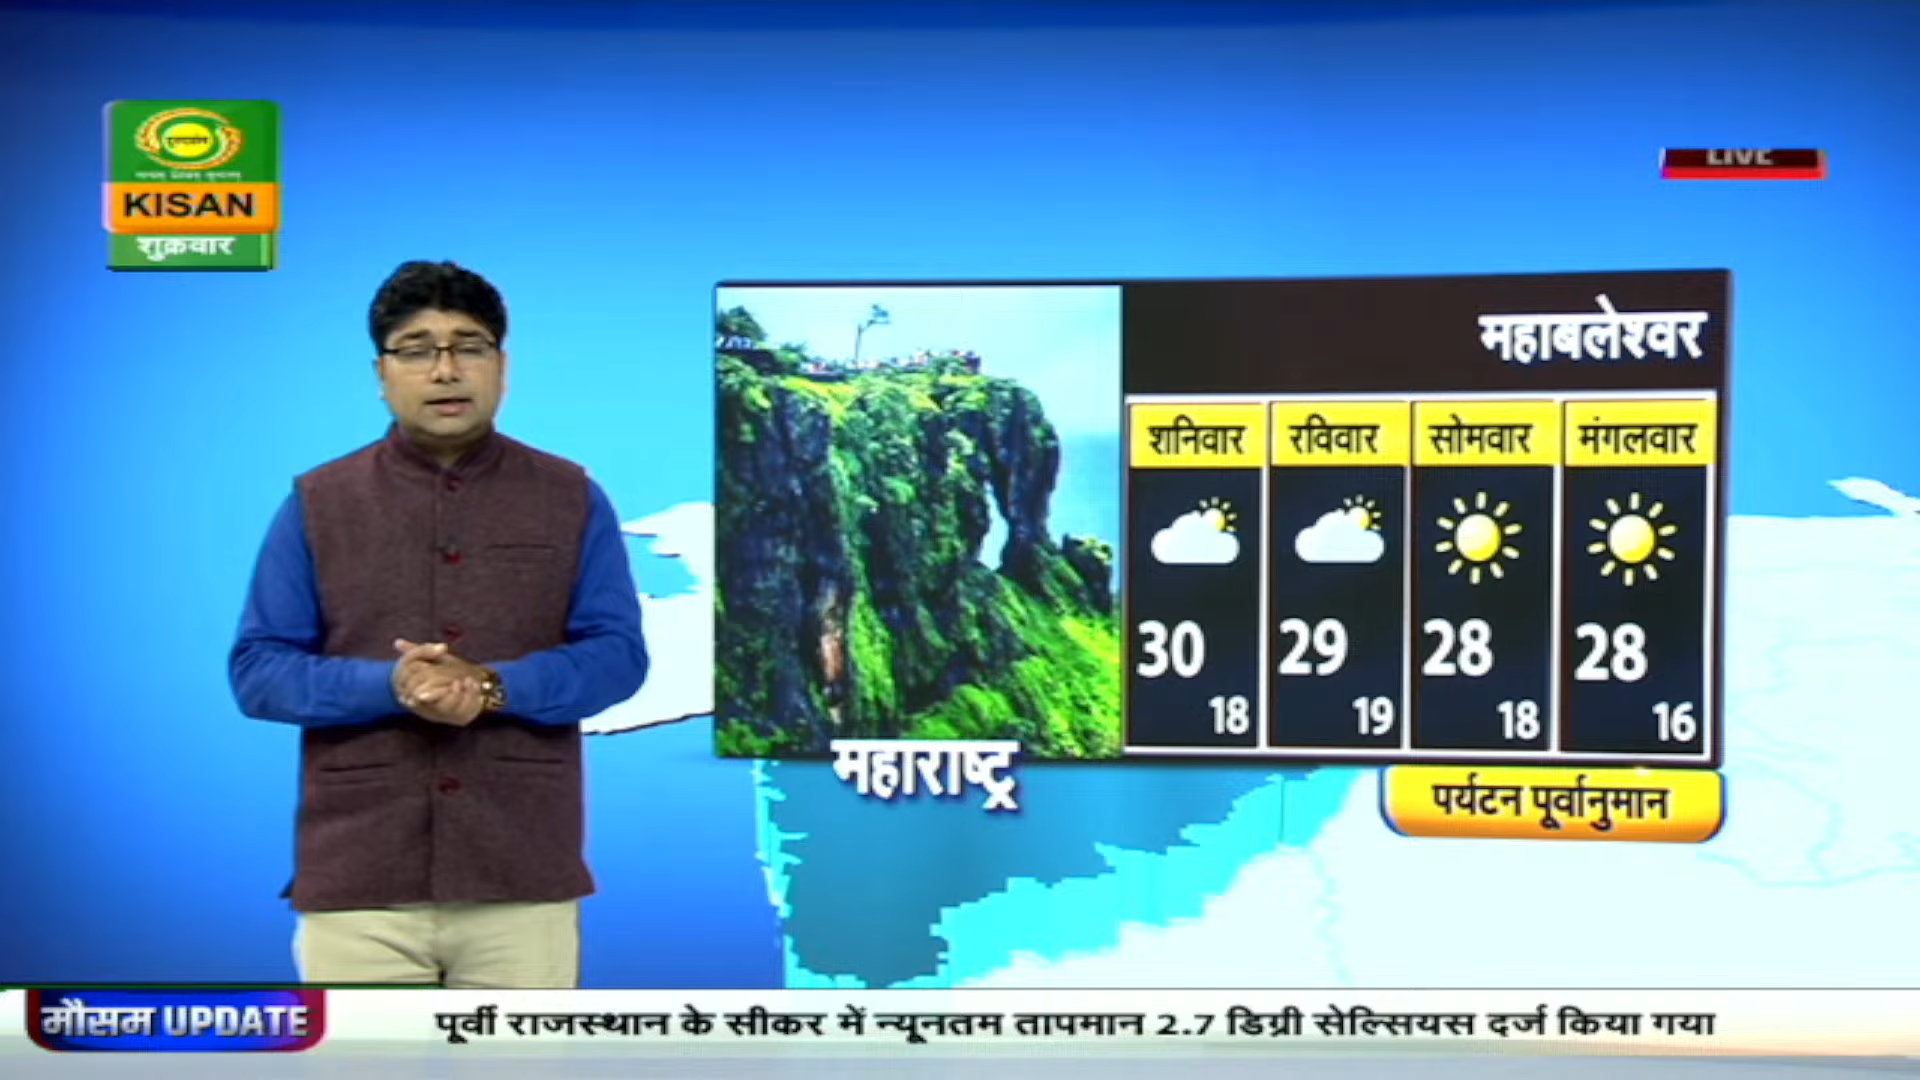 KISAN
शुक्रवार
LIVE
महाबलेश्वर
शनिवार रविवार सोमवार मंगलवार
30 29 28 28
18 19 18 16
महाराष्ट्र
पर्यटन पूर्वानुमान
मौसम UPDATE
पूर्वी राजस्थान के सीकर में न्यूनतम तापमान 2.7 डिग्री सेल्सियस दर्ज किया गया